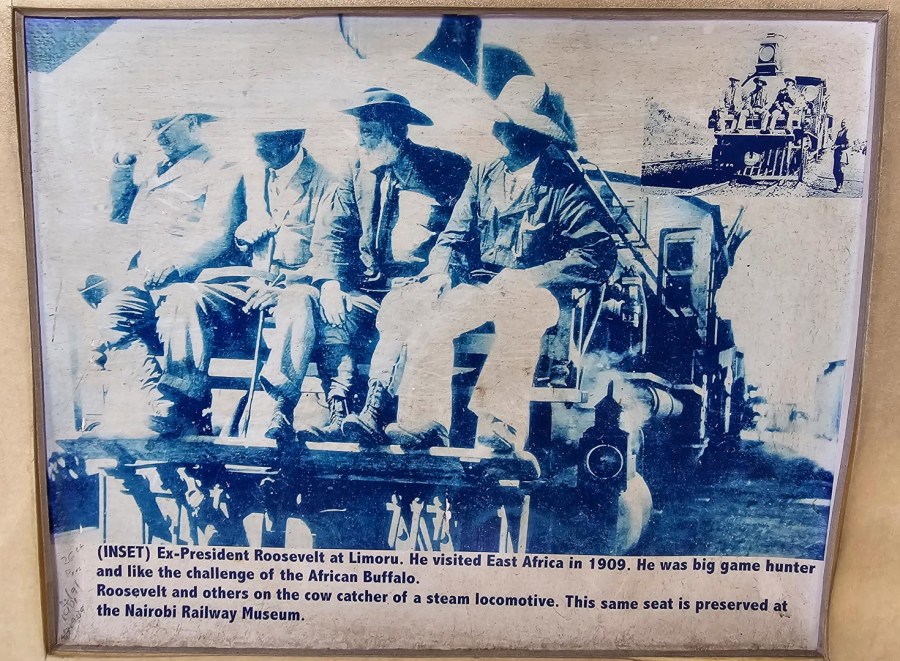 (INSET) Ex-President Roosevelt at Limoru. He visited East Africa in 1909. He was big game hunter
and like the challenge of the African Buffalo.
Roosevelt and others on the cow catcher of a steam locomotive. This same seat is preserved at
the Nairobi Railway Museum.